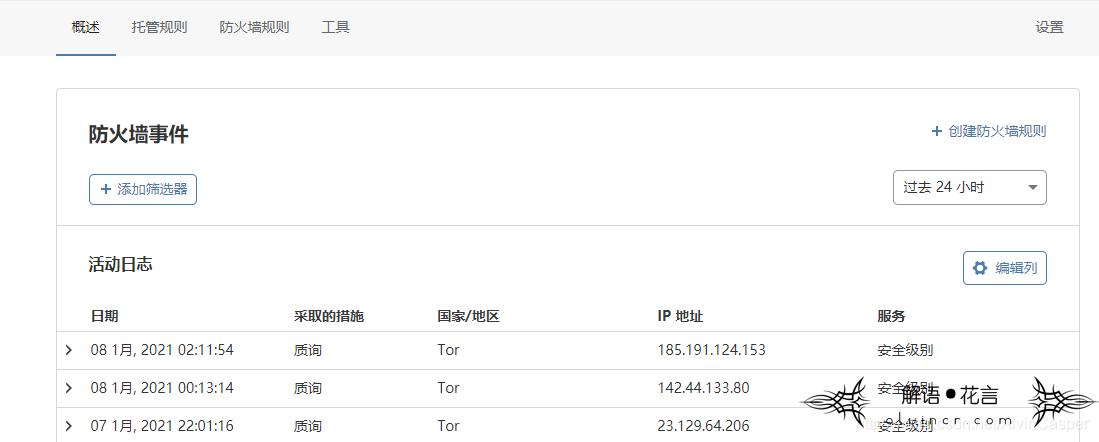 概述 托管规则 防火墙规则 工具 设置
防火墙事件 + 创建防火墙规则
+ 添加筛选器 过去 24 小时
活动日志 编辑列
日期 采取的措施 国家/地区 IP 地址 服务
08 1月, 2021 02:11:54 质询 Tor 185.191.124.153 安全级别
08 1月, 2021 00:13:14 质询 Tor 142.44.133.80 安全级别
解语●花言
07 1月, 2021 22:01:16 质询 Tor 23.129.64.206 安全级别